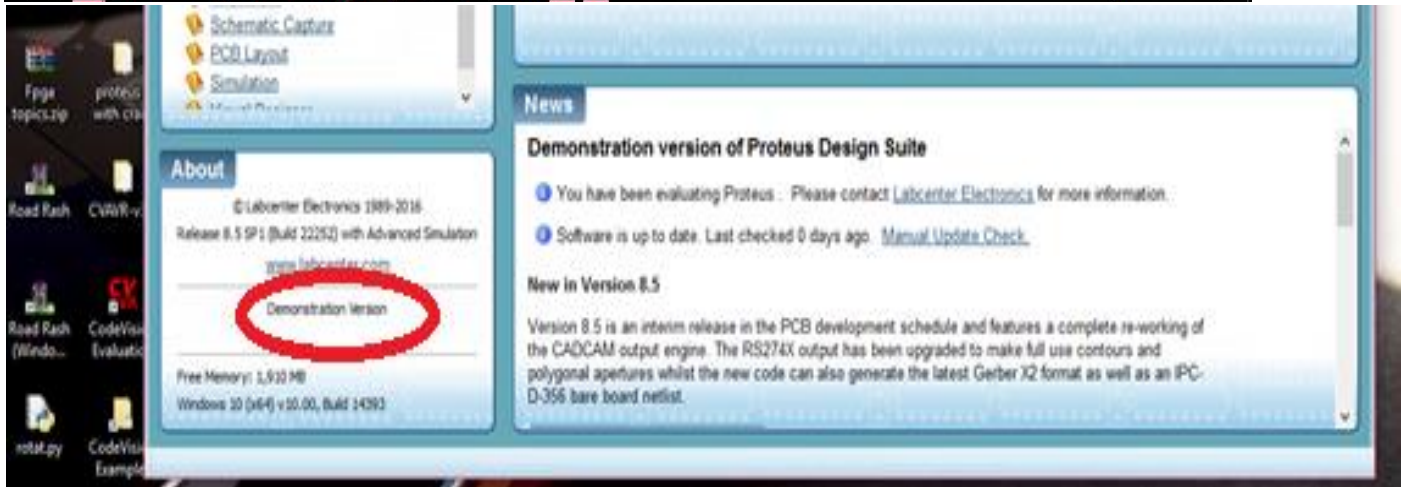 Schematic Capture
PCB Layout
Simulation
Fpga
topics.zip
proteus
with cra
Road Rash
CVAVR-v.
Road Rash
(Windo...
CodeVisi
Evaluatio
rotat.py
CodeVisi
Example
About
© Labcenter Electronics 1989-2016
Release 8.5 SP1 (Build 22252) with Advanced Simulation
www.labcenter.com
Demonstration Version
Free Memory: 1,910 MB
Windows 10 (x64) v10.00, Build 14393
News
Demonstration version of Proteus Design Suite
You have been evaluating Proteus : Please contact Labcenter Electronics for more information.
Software is up to date. Last checked 0 days ago. Manual Update Check.
New in Version 8.5
Version 8.5 is an interim release in the PCB development schedule and features a complete re-working of
the CADCAM output engine. The RS274X output has been upgraded to make full use contours and
polygonal apertures whilst the new code can also generate the latest Gerber X2 format as well as an IPC-
D-356 bare board netlist.